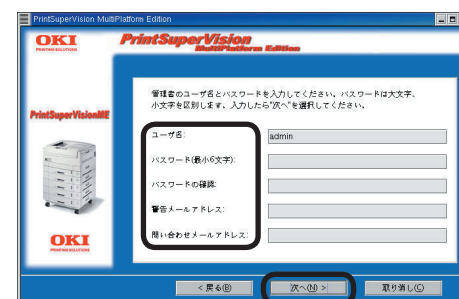 PrintSuperVision MultiPlatform Edition
OKI
PRINTING SOLUTIONS
PrintSuperVision
MultiPlatform Edition
管理者のユーザ名とパスワードを入力してください。パスワードは大文字、
小文字を区別します。入力したら"次へ"を選択してください。
PrintSuperVisionME
ユーザ名:
admin
パスワード(最小6文字):
パスワードの確認:
警告メールアドレス:
問い合わせメールアドレス:
OKI
PRINTING SOLUTIONS
< 戻る(B)
次へ(N) >
取り消し(C)